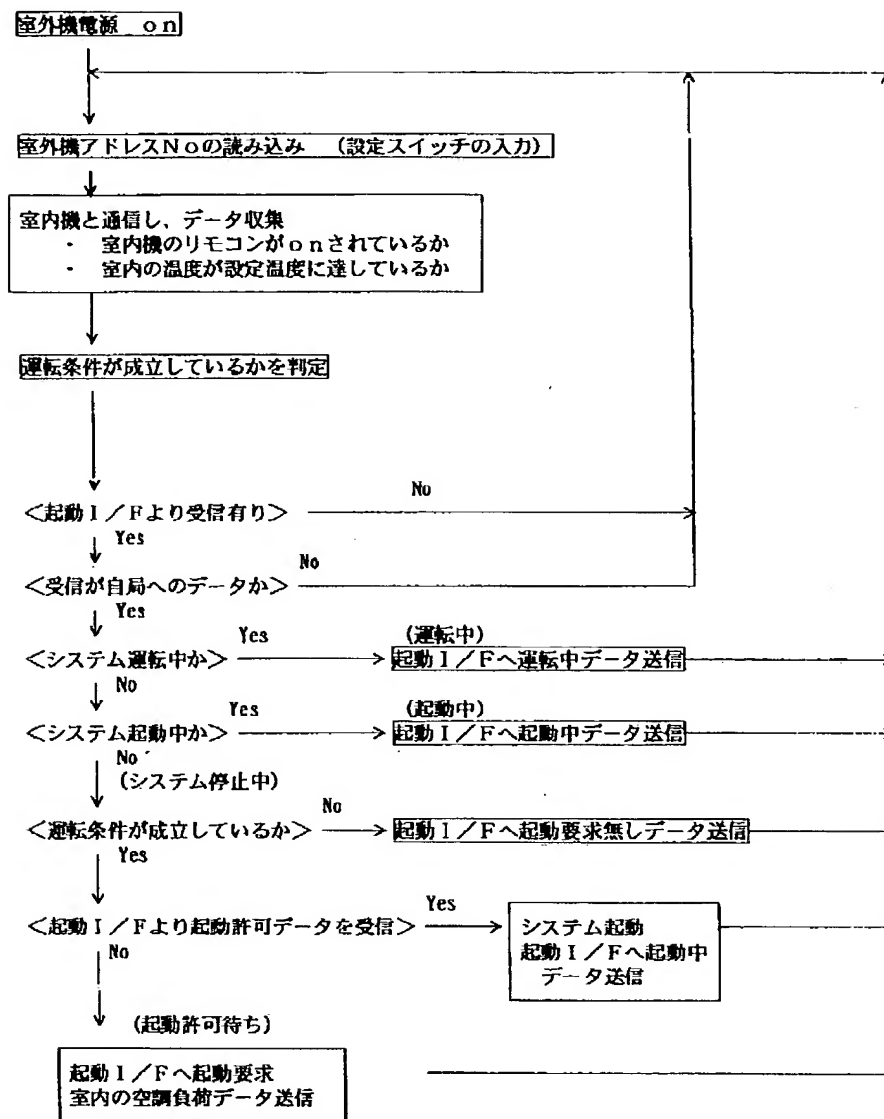 室外機電源 on
室外機アドレスNoの読み込み (設定スイッチの入力)
室内機と通信し、データ収集
・ 室内機のリモコンがonされているか
・ 室内の温度が設定温度に達しているか
運転条件が成立しているかを判定
<起動I/Fより受信有り>
No
Yes
<受信が自局へのデータか>
No
Yes
<システム運転中か>
Yes
(運転中)
起動I/Fへ運転中データ送信
No
<システム起動中か>
Yes
(起動中)
起動I/Fへ起動中データ送信
No
(システム停止中)
<運転条件が成立しているか>
No
起動I/Fへ起動要求無しデータ送信
Yes
<起動I/Fより起動許可データを受信>
Yes
システム起動
起動I/Fへ起動中
データ送信
No
(起動許可待ち)
起動I/Fへ起動要求
室内の空調負荷データ送信